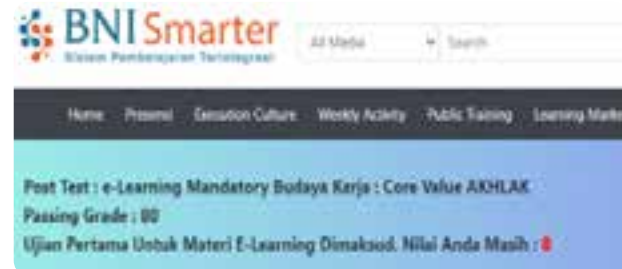 BNI Smarter
Sistem Pembelajaran Terintegrasi
All Media Search
Home Presensi Execution Culture Weekly Activity Public Training Learning
Post Test : e-Learning Mandatory Budaya Kerja : Core Value AKHLAK
Passing Grade : 80
Ujian Pertama Untuk Materi E-Learning Dimaksud. Nilai Anda Masih : 0